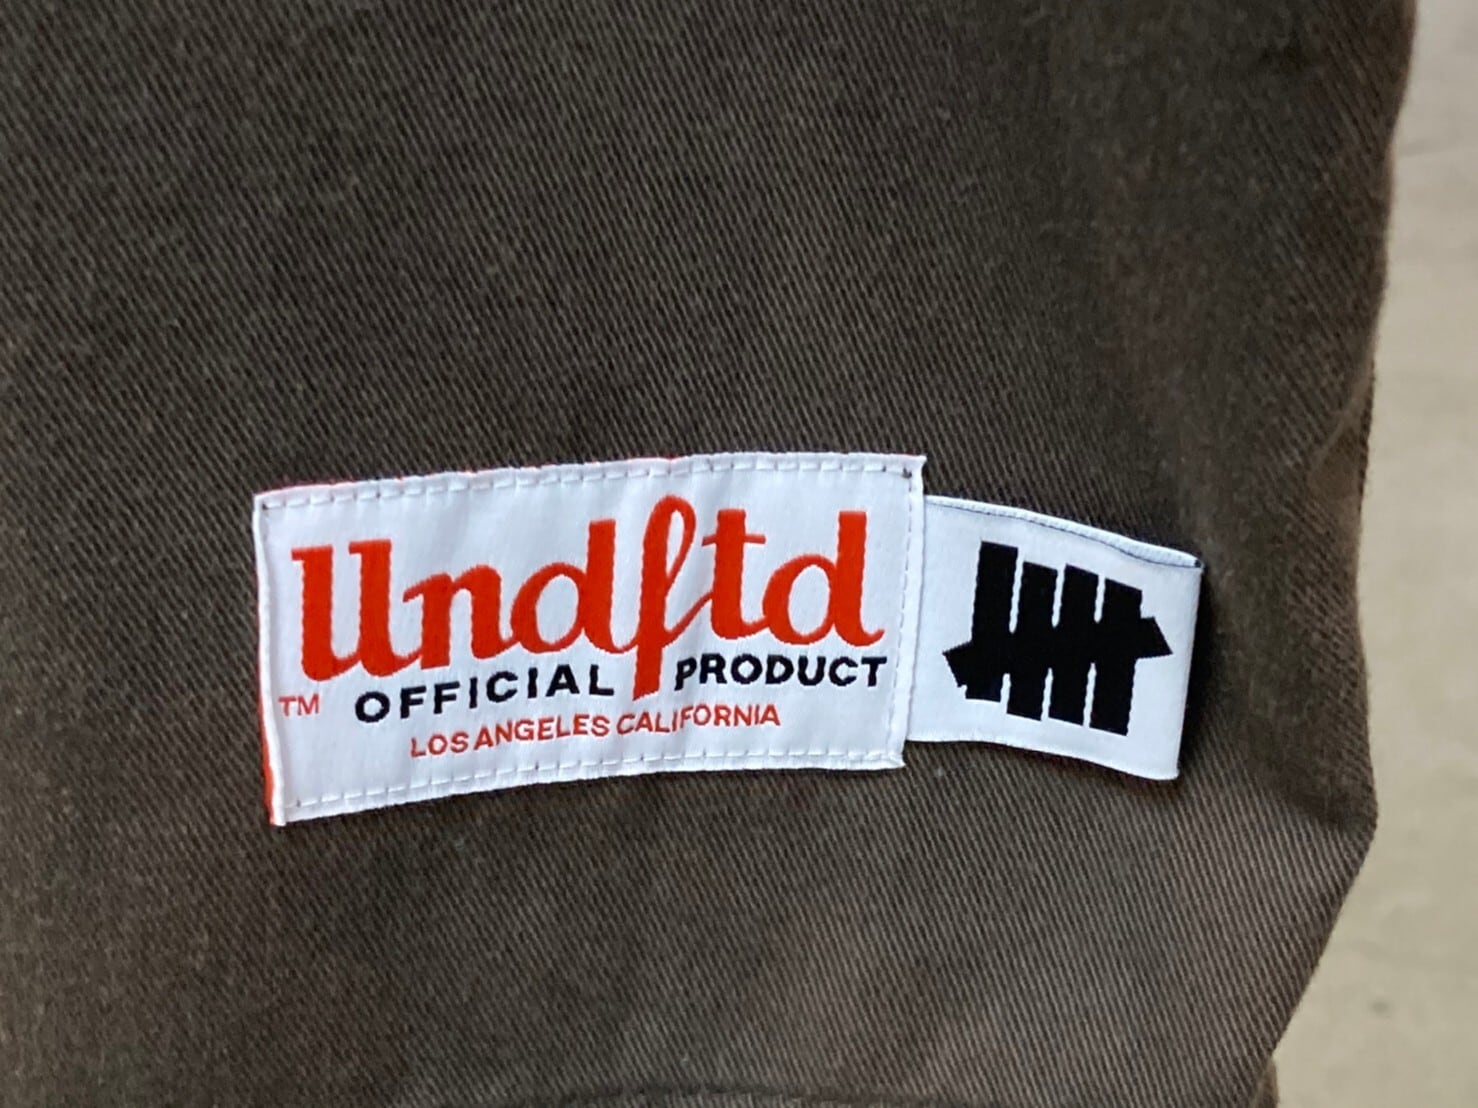 Undftd
TM OFFICIAL PRODUCT
LOS ANGELES CALIFORNIA